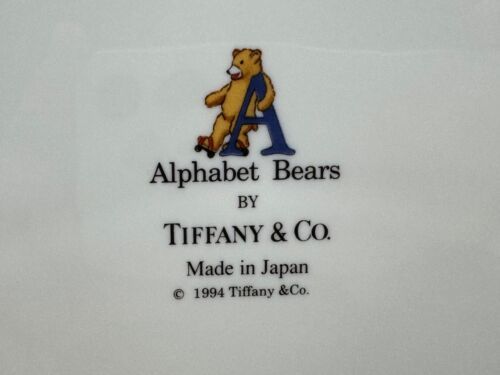 A
Alphabet Bears
BY
TIFFANY & CO.
Made in Japan
© 1994 Tiffany &Co.